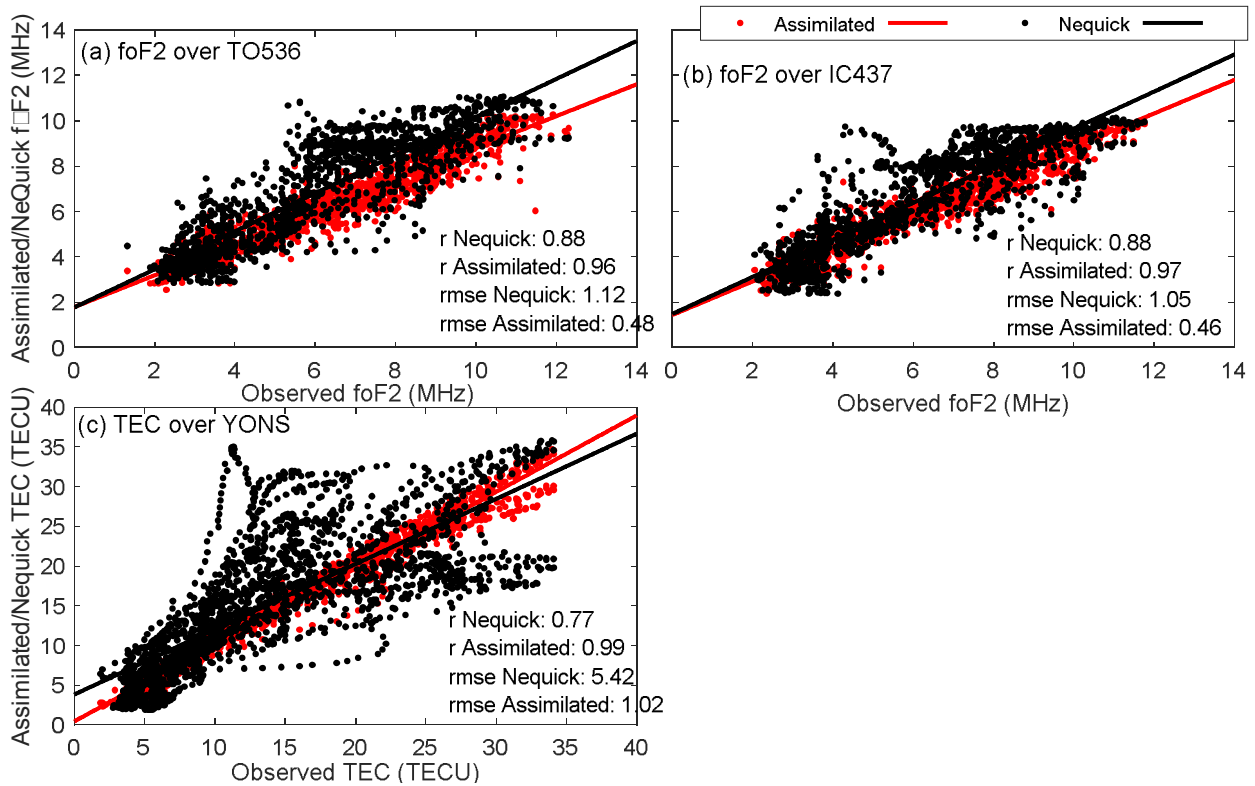 Assimilated Nequick
(a) foF2 over TO536
Assimilated/NeQuick f□F2 (MHz)
14
12
10
8
6
4
2
0
r Nequick: 0.88
r Assimilated: 0.96
rmse Nequick: 1.12
rmse Assimilated: 0.48
0 2 4 6 8 10 12 14
Observed foF2 (MHz)
(b) foF2 over IC437
r Nequick: 0.88
r Assimilated: 0.97
rmse Nequick: 1.05
rmse Assimilated: 0.46
0 2 4 6 8 10 12 14
Observed foF2 (MHz)
(c) TEC over YONS
Assimilated/Nequick TEC (TECU)
40
35
30
25
20
15
10
5
0
r Nequick: 0.77
r Assimilated: 0.99
rmse Nequick: 5.42
rmse Assimilated: 1.02
0 5 10 15 20 25 30 35 40
Observed TEC (TECU)